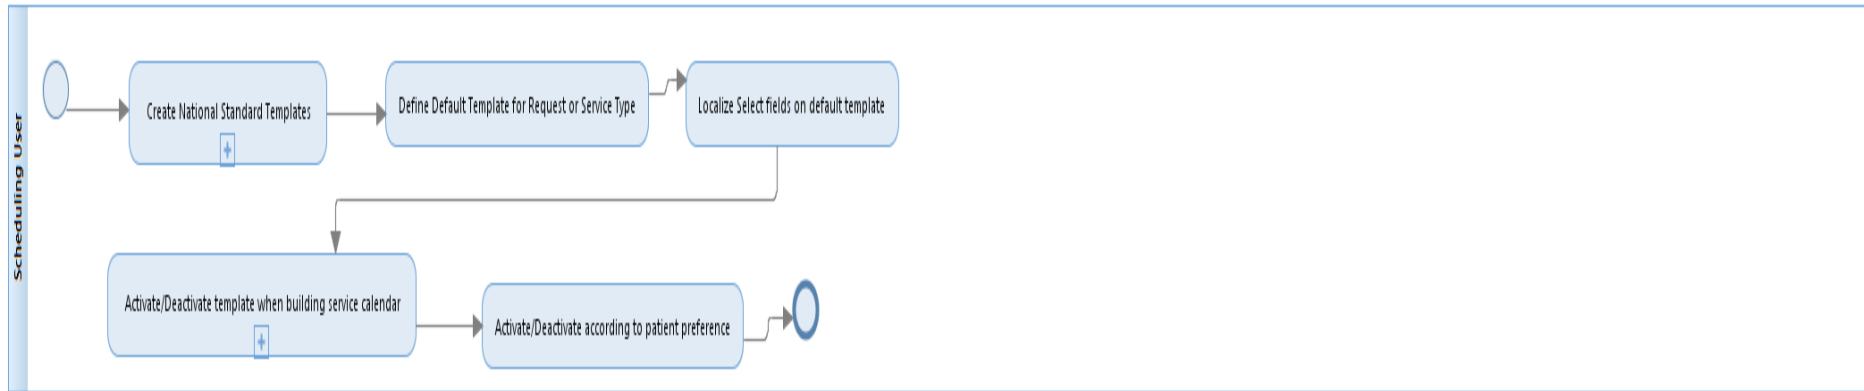 Scheduling User
Create National Standard Templates
Define Default Template for Request or Service Type
Localize Select fields on default template
Activate/Deactivate template when building service calendar
Activate/Deactivate according to patient preference